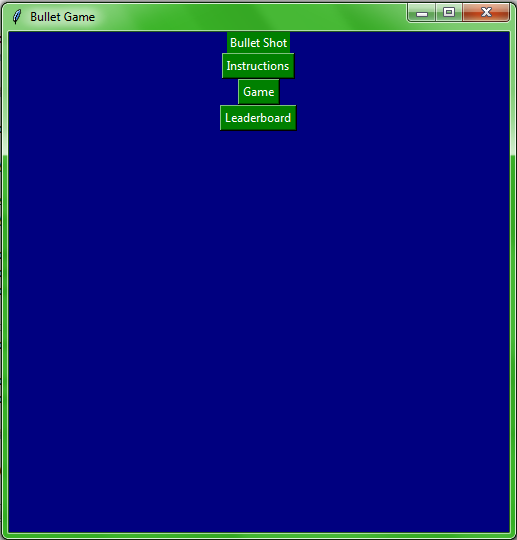 Bullet Game
Bullet Shot
Instructions
Game
Leaderboard